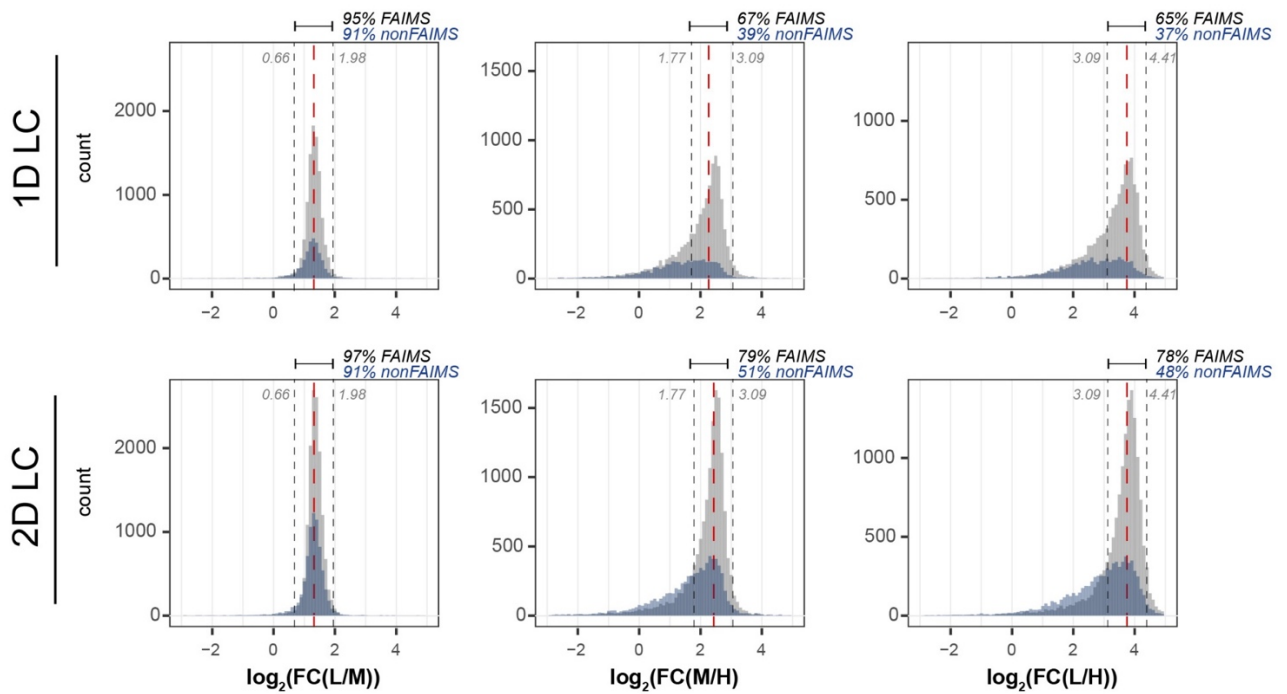 95% FAIMS
91% nonFAIMS
67% FAIMS
39% nonFAIMS
65% FAIMS
37% nonFAIMS
1D LC
count
2000
1000
0
0.66
1.98
−2 0 2 4
1500
1000
500
0
1.77
3.09
−2 0 2 4
1000
500
0
3.09
4.41
−2 0 2 4
97% FAIMS
91% nonFAIMS
79% FAIMS
51% nonFAIMS
78% FAIMS
48% nonFAIMS
2D LC
count
2000
1000
0
0.66
1.98
−2 0 2 4
log₂(FC(L/M))
1500
1000
500
0
1.77
3.09
−2 0 2 4
log₂(FC(M/H)
1000
500
0
3.09
4.41
−2 0 2 4
log₂(FC(L/H))